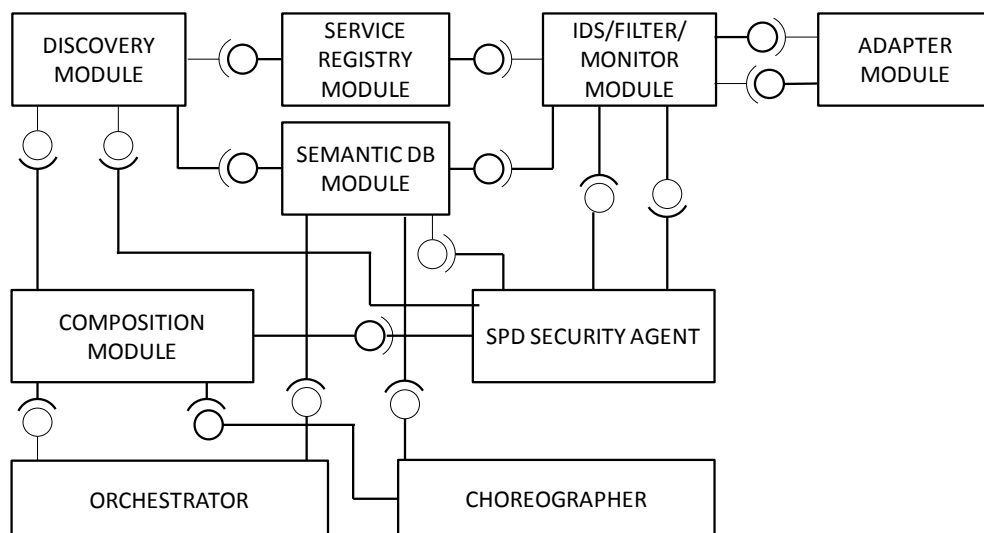 DISCOVERY
MODULE
SERVICE
REGISTRY
MODULE
IDS/FILTER/
MONITOR
MODULE
ADAPTER
MODULE
SEMANTIC DB
MODULE
COMPOSITION
MODULE
SPD SECURITY AGENT
ORCHESTRATOR
CHOREOGRAPHER